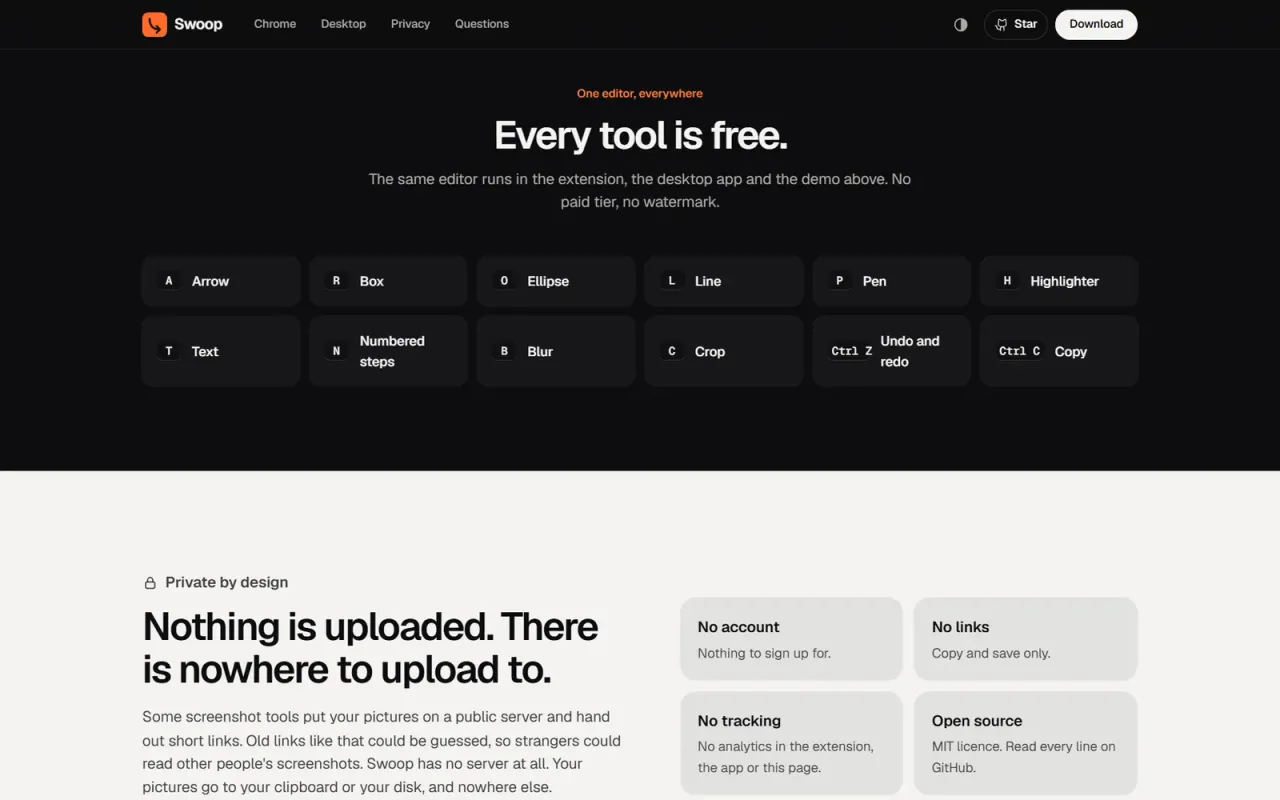 Swoop
Chrome
Desktop
Privacy
Questions
Star
Download
One editor, everywhere
Every tool is free.
The same editor runs in the extension, the desktop app and the demo above. No
paid tier, no watermark.
A Arrow
R Box
O Ellipse
L Line
P Pen
H Highlighter
T Text
N Numbered
steps
B Blur
C Crop
Ctrl Z Undo and
redo
Ctrl C Copy
Private by design
Nothing is uploaded. There
is nowhere to upload to.
Some screenshot tools put your pictures on a public server and hand
out short links. Old links like that could be guessed, so strangers could
read other people's screenshots. Swoop has no server at all. Your
pictures go to your clipboard or your disk, and nowhere else.
No account
Nothing to sign up for.
No links
Copy and save only.
No tracking
No analytics in the extension,
the app or this page.
Open source
MIT licence. Read every line on
GitHub.